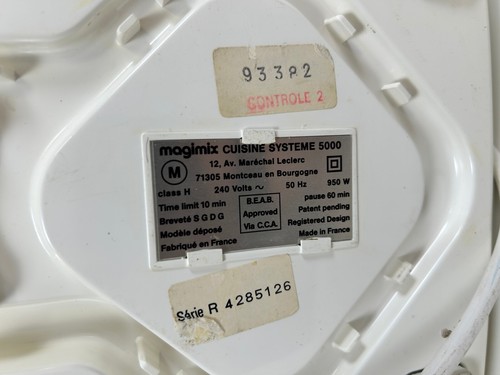 93382
CONTROLE 2
magimix CUISINE SYSTEME 5000
12, Av. Maréchal Leclerc
M
71305 Montceau en Bourgogne
class H 240 Volts ~ 50 Hz 950 W
Time limit 10 min B.E.A.B. pause 60 min
Breveté S G D G Approved Patent pending
Modèle déposé Via C.C.A. Registered Design
Fabriqué en France Made in France
Série R 4285126